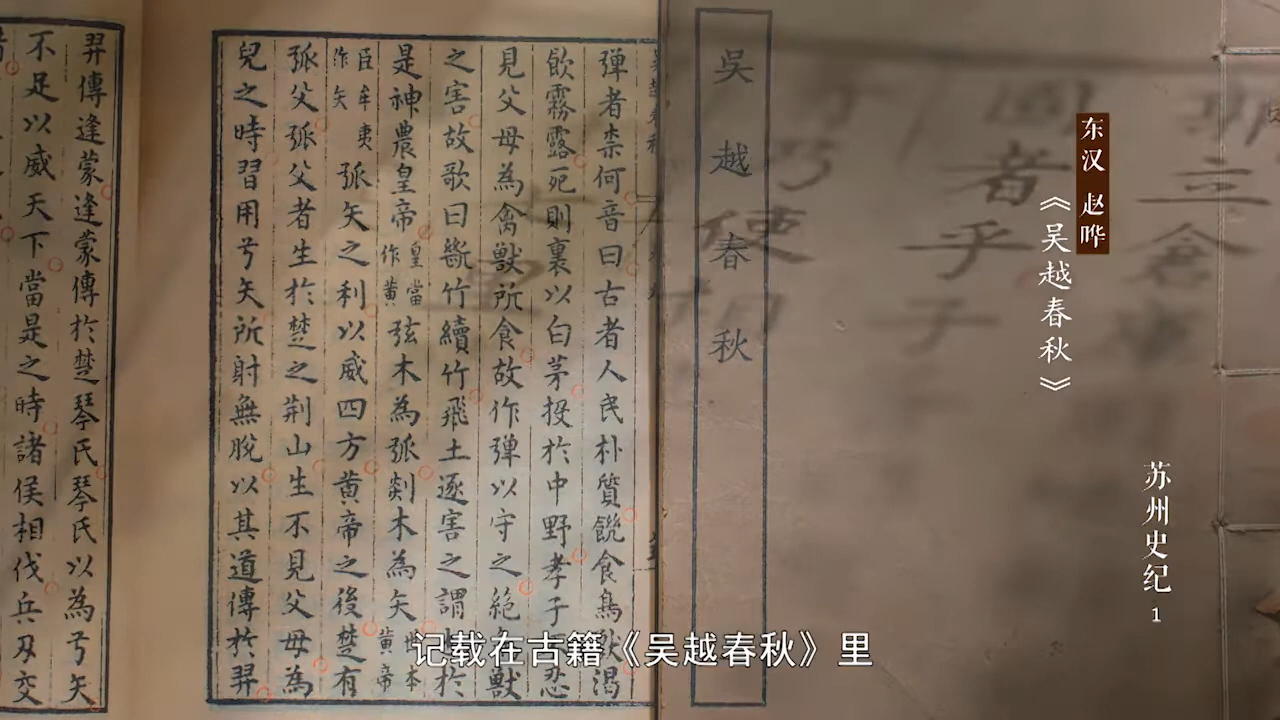 东汉 赵晔
《吴越春秋》
苏州史纪
1
吳越春秋
彈者柰何音曰古者人民朴質饑食鳥獸渴
飲霧露死則裹以白茅投於中野孝子忍
見父母為禽獸所食故作彈以守之絕獸
之害故歌曰斷竹續竹飛土逐害之謂於
是神農皇帝皇當作黃弦木為弧剡木為矢本黃帝
臣牟夷作矢弧矢之利以威四方黃帝之後楚有
弧父弧父者生於楚之荊山生不見父母為
兒之時習用弓矢所射無脫以其道傳於羿
羿傳逢蒙逢蒙傳於楚琴氏琴氏以為弓矢
不足以威天下當是之時諸侯相伐兵刃交
记载在古籍《吴越春秋》里